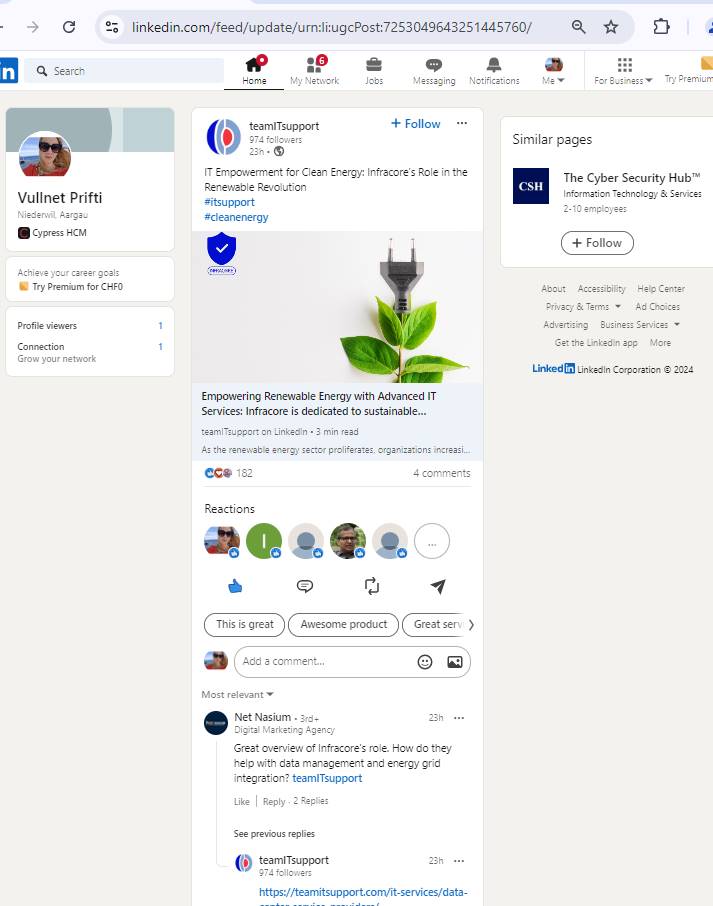 linkedin.com/feed/update/urn:li:ugcPost:7253049643251445760/
in
Search
Home
6
My Network
Jobs
Messaging
Notifications
Me
For Business
Try Premium
Vullnet Prifti
Niederwil, Aargau
Cypress HCM
Achieve your career goals
Try Premium for CHF0
Profile viewers 1
Connection 1
Grow your network
teamITsupport
974 followers
23h •
+ Follow
IT Empowerment for Clean Energy: Infracore's Role in the
Renewable Revolution
#itsupport
#cleanenergy
Empowering Renewable Energy with Advanced IT
Services: Infracore is dedicated to sustainable...
teamITsupport on LinkedIn • 3 min read
As the renewable energy sector proliferates, organizations increasi...
182
4 comments
Reactions
I
...
This is great
Awesome product
Great serv
Add a comment...
Most relevant
Net Nasium • 3rd+
23h
Digital Marketing Agency
Great overview of Infracore's role. How do they
help with data management and energy grid
integration? teamITsupport
Like | Reply · 2 Replies
See previous replies
teamITsupport
23h
974 followers
https://teamitsupport.com/it-services/data-
center-service-providers/
Similar pages
CSH
The Cyber Security Hub™
Information Technology & Services
2-10 employees
+ Follow
About Accessibility Help Center
Privacy & Terms Ad Choices
Advertising Business Services
Get the LinkedIn app More
LinkedIn LinkedIn Corporation © 2024